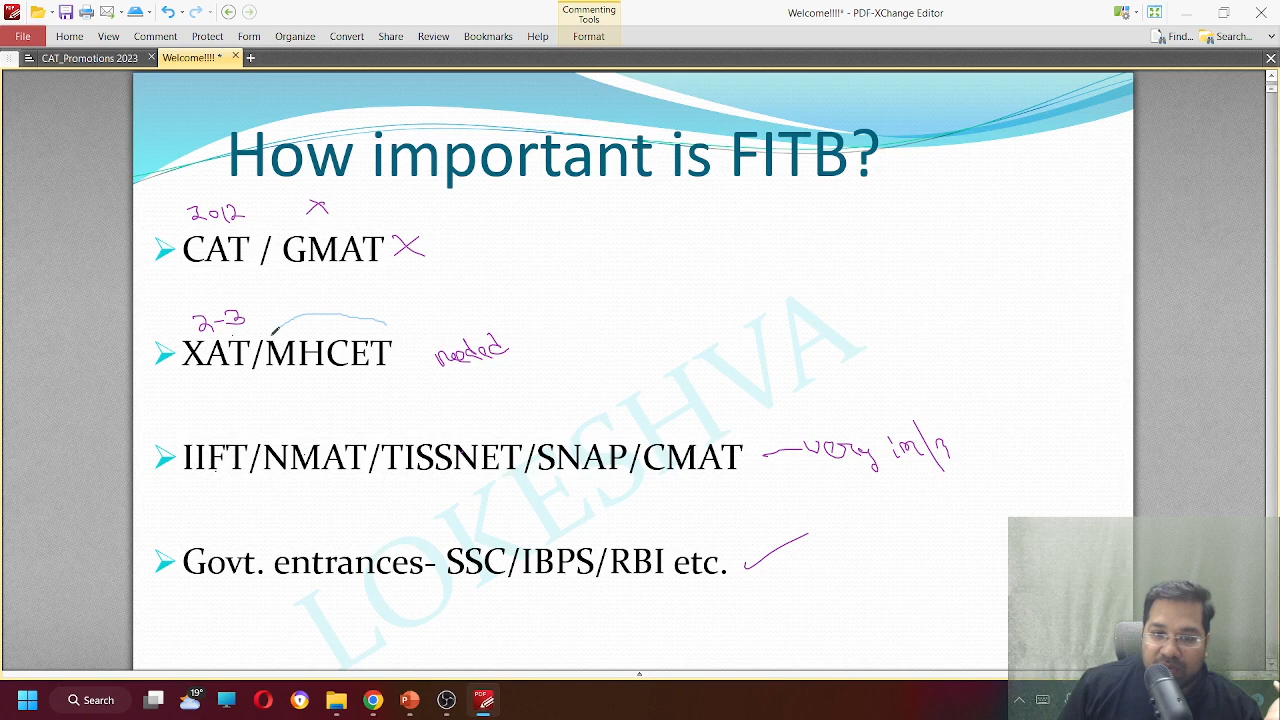 Commenting Tools
Welcome!!!!* - PDF-XChange Editor
File Home View Comment Protect Form Organize Convert Share Review Bookmarks Help Format Find... Search...
CAT_Promotions 2023 Welcome!!!! *
How important is FITB?
2012 X
CAT / GMAT X
2-3
XAT/MHCET needed
IIFT/NMAT/TISSNET/SNAP/CMAT very
Govt. entrances- SSC/IBPS/RBI etc.
LOKESHVA
19° Search